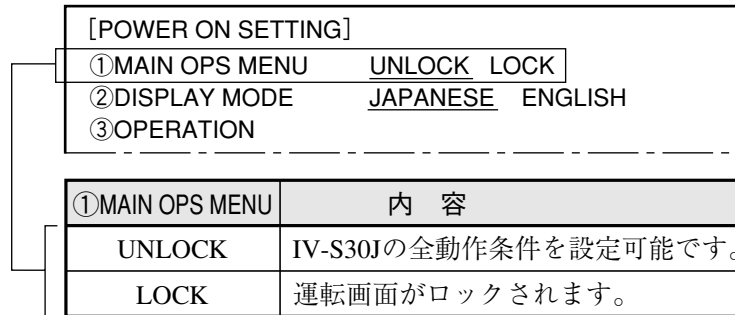 ［POWER ON SETTING］
①MAIN OPS MENU UNLOCK LOCK
②DISPLAY MODE JAPANESE ENGLISH
③OPERATION
①MAIN OPS MENU 内 容
UNLOCK IV-S30Jの全動作条件を設定可能です。
LOCK 運転画面がロックされます。